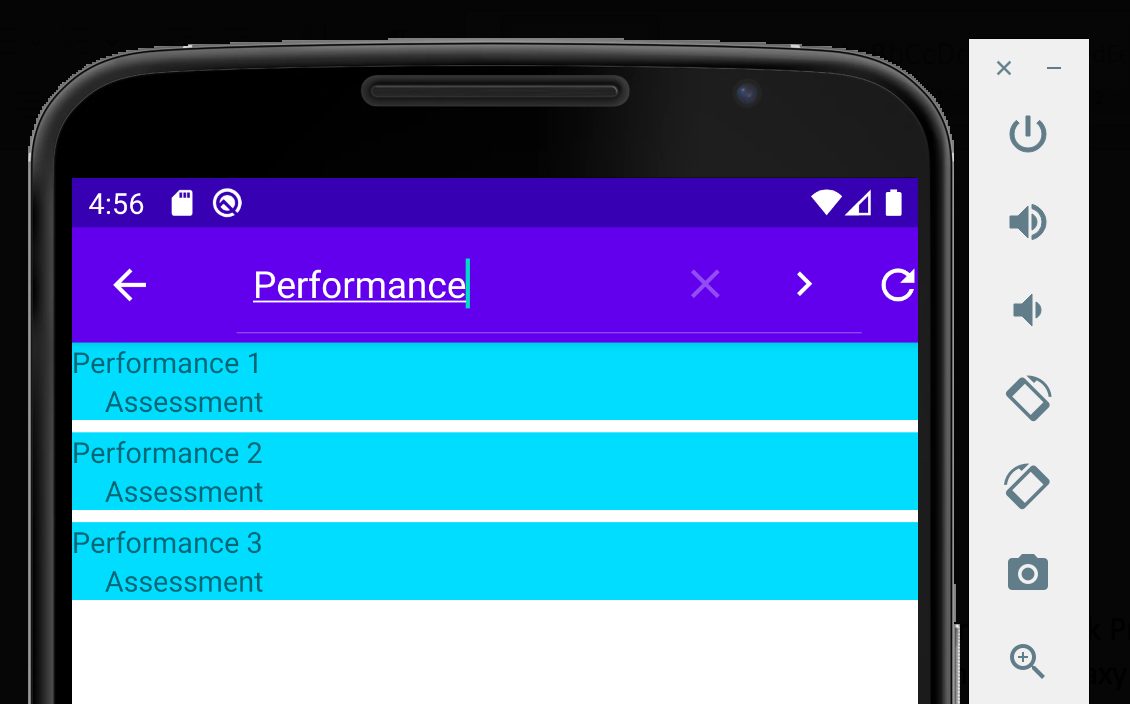 4:56
Performance
Performance 1
Assessment
Performance 2
Assessment
Performance 3
Assessment